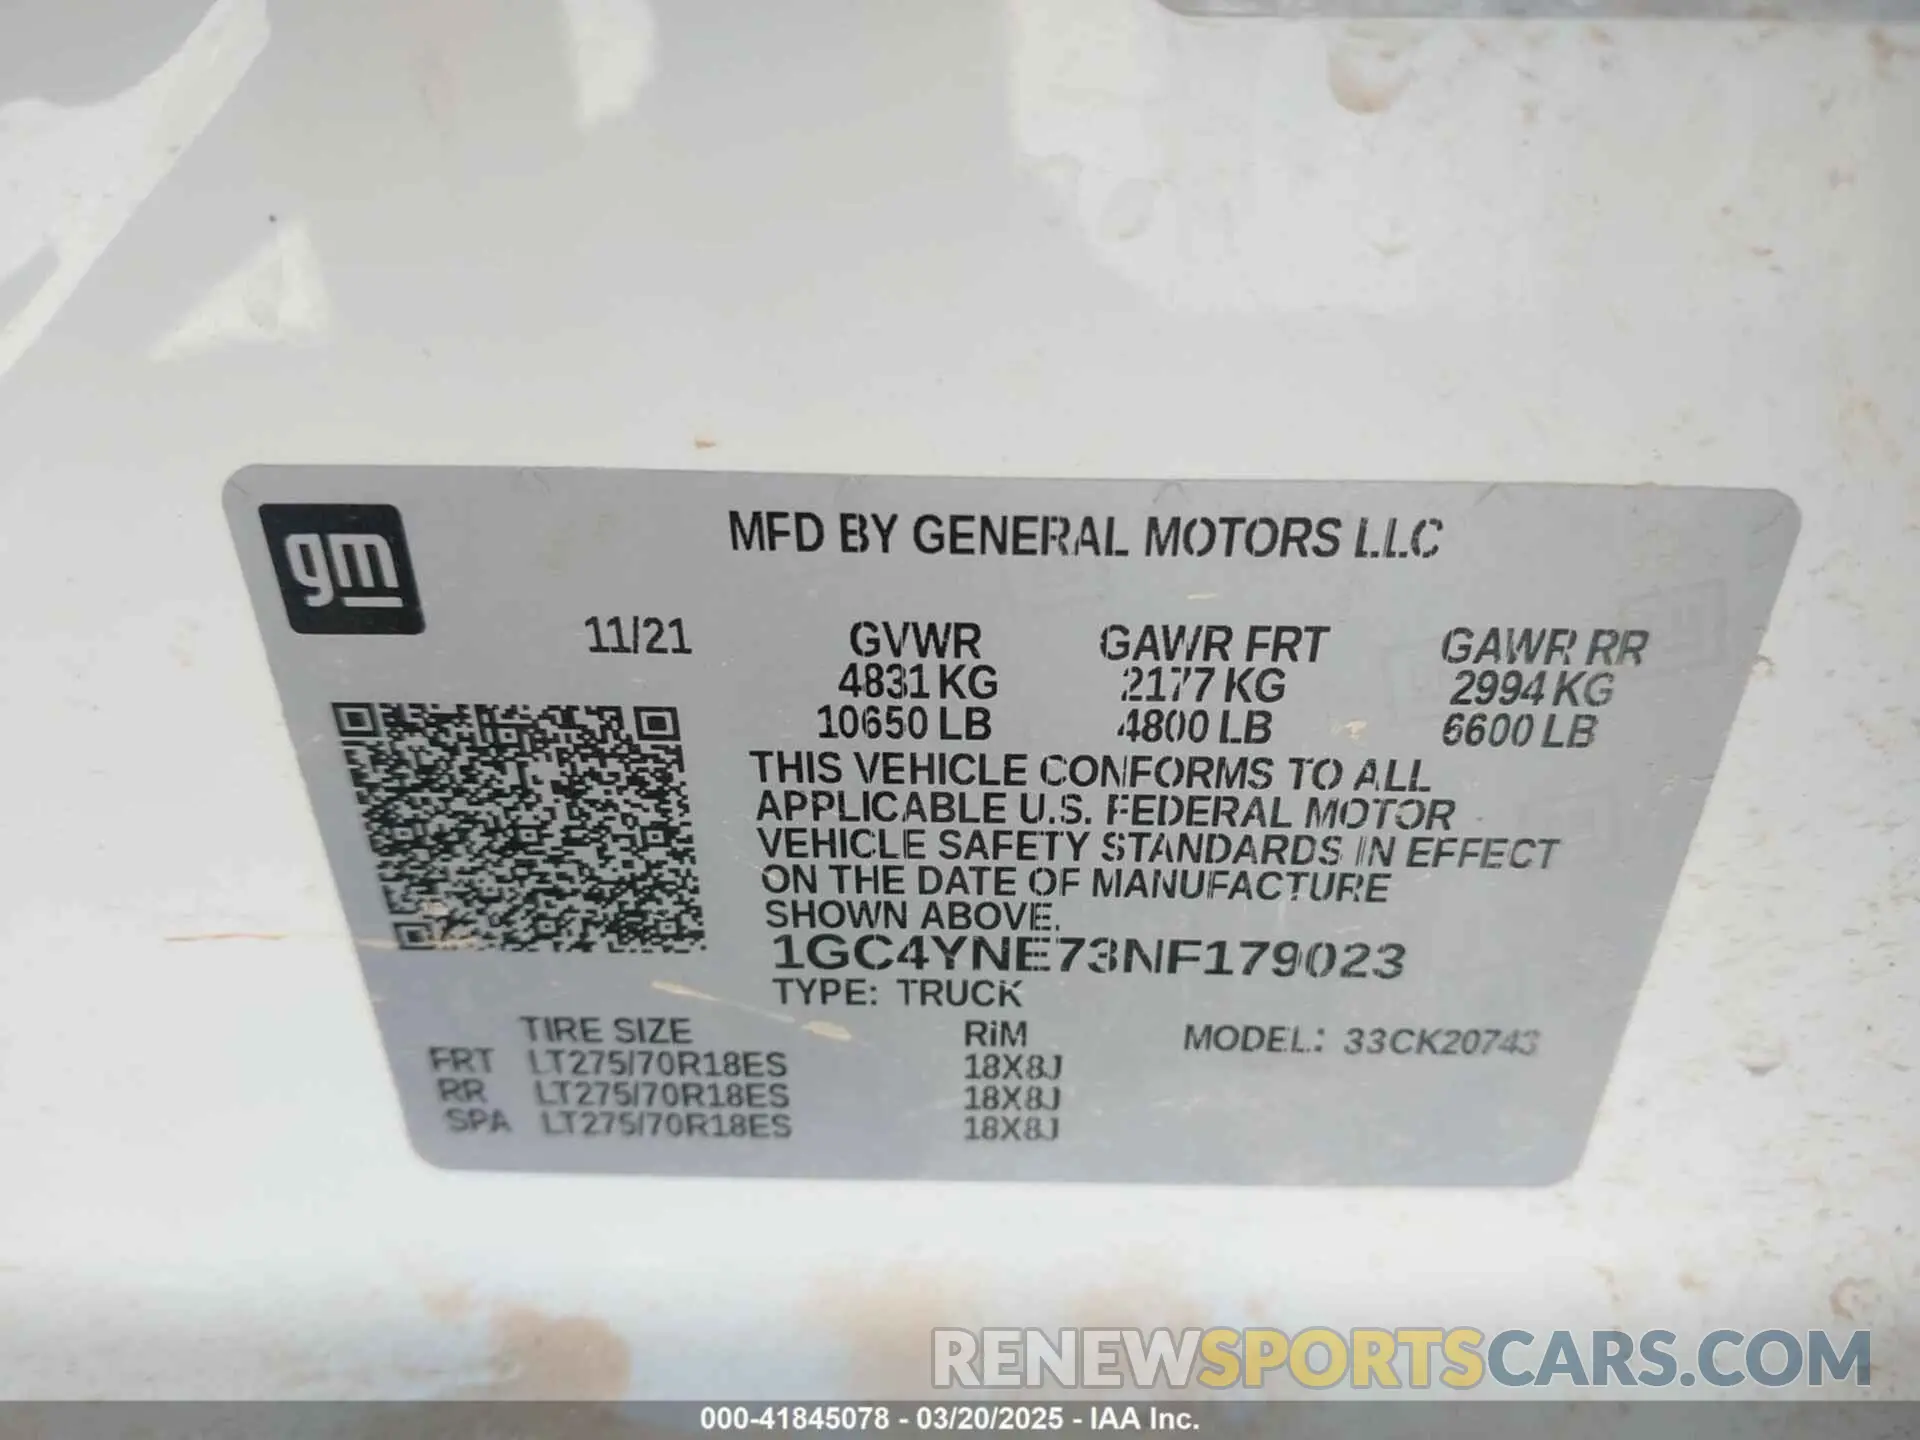 gm
MFD BY GENERAL MOTORS LLC
11/21 GVWR GAWR FRT GAWR RR
4831 KG 2177 KG 2994 KG
10650 LB 4800 LB 6600 LB
THIS VEHICLE CONFORMS TO ALL
APPLICABLE U.S. FEDERAL MOTOR
VEHICLE SAFETY STANDARDS IN EFFECT
ON THE DATE OF MANUFACTURE
SHOWN ABOVE.
1GC4YNE73NF179023
TYPE: TRUCK
TIRE SIZE RIM MODEL: 33CK20743
FRT LT275/70R18ES 18X8J
RR LT275/70R18ES 18X8J
SPA LT275/70R18ES 18X8J
RENEWSPORTSCARS.COM
000-41845078 - 03/20/2025 - IAA Inc.